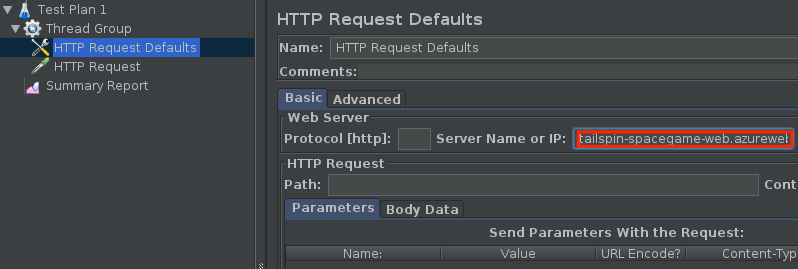 Test Plan 1
Thread Group
HTTP Request Defaults
HTTP Request
Summary Report
HTTP Request Defaults
Name: HTTP Request Defaults
Comments:
Basic Advanced
Web Server
Protocol [http]: Server Name or IP: tailspin-spacegame-web.azurewe
HTTP Request
Path: Cont
Parameters Body Data
Send Parameters With the Request:
Name: Value URL Encode? Content-Typ